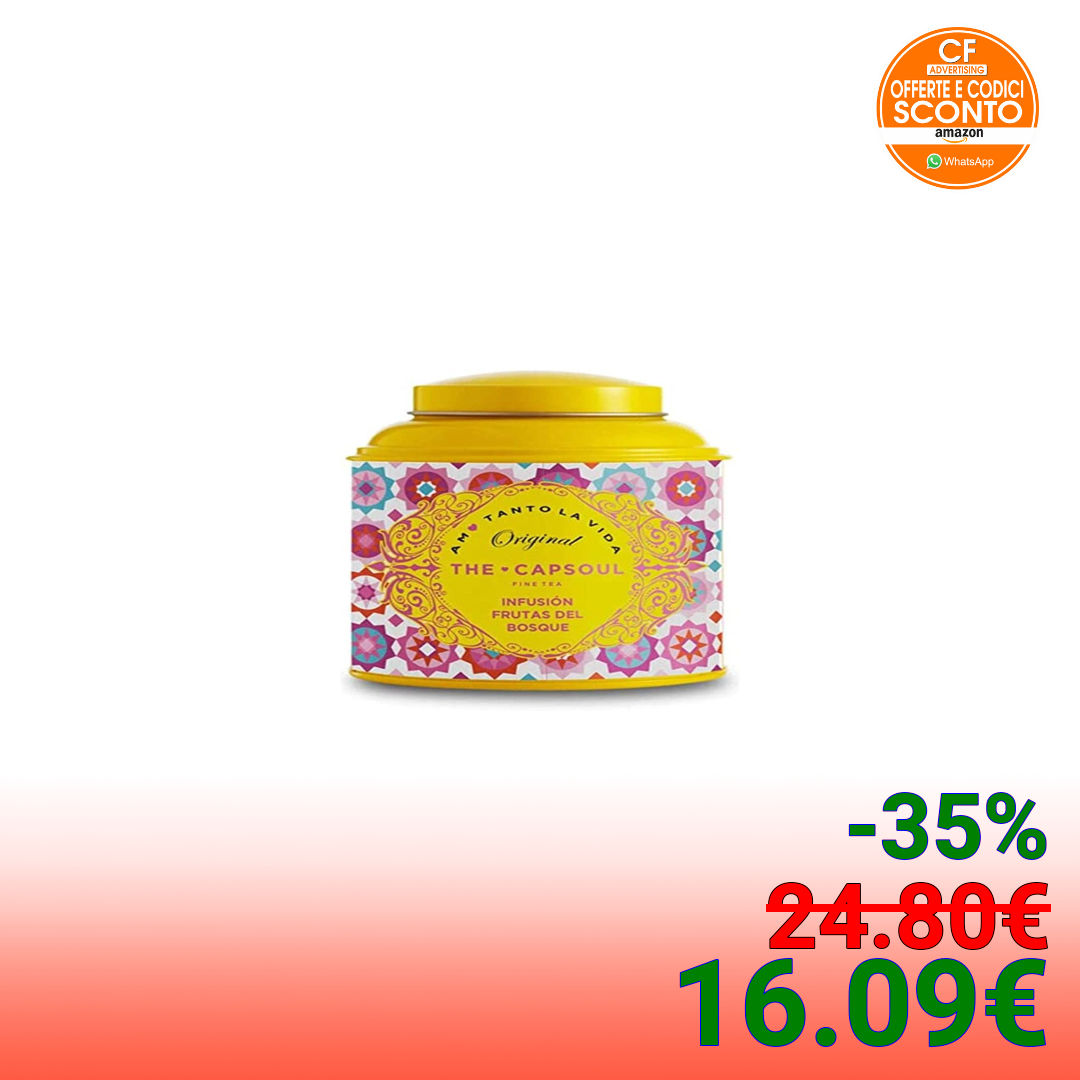 CF
ADVERTISING
OFFERTE E CODICI
SCONTO
amazon
WhatsApp
AMO TANTO LA VIDA
Original
THE ♥ CAPSOUL
FINE TEA
INFUSIÓN
FRUTAS DEL
BOSQUE
-35%
24.80€
16.09€